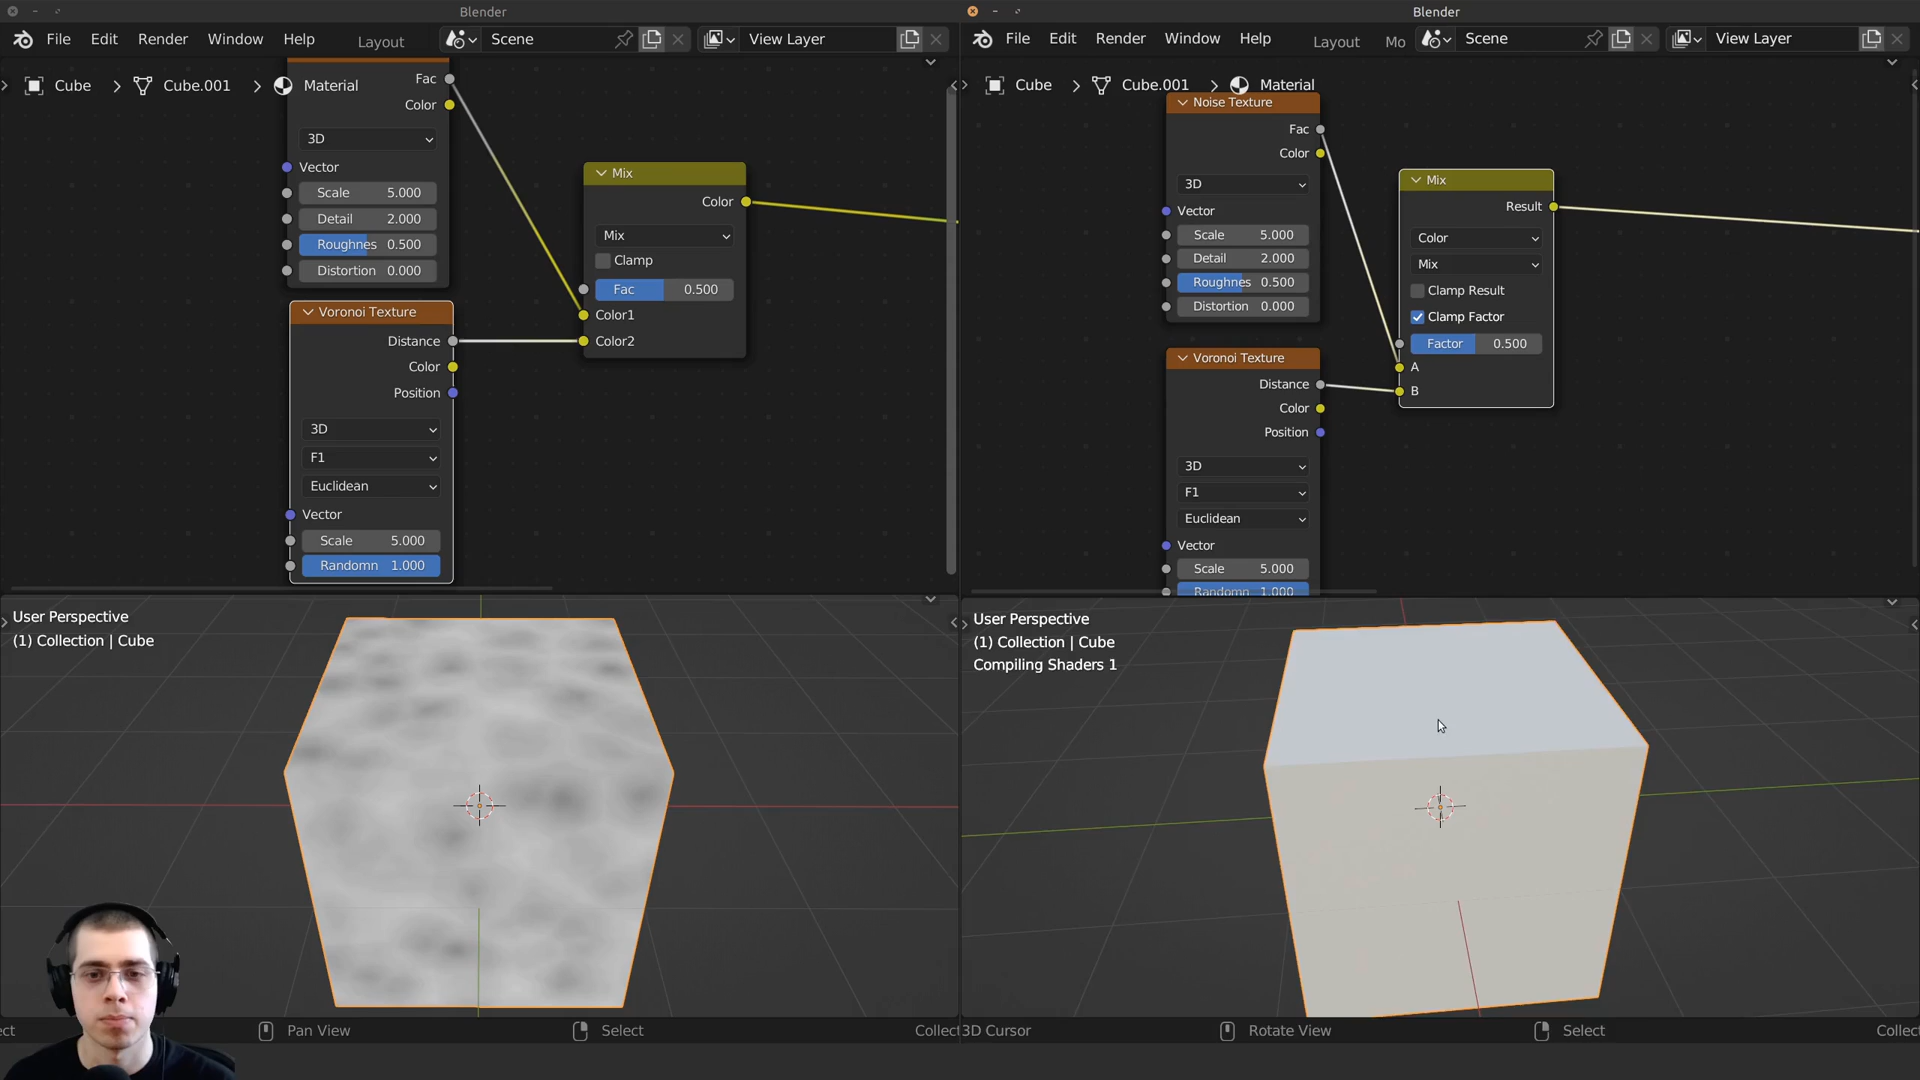 Blender
File Edit Render Window Help Layout Scene View Layer
Cube > Cube.001 > Material
Fac
Color
3D
Vector
Scale 5.000
Detail 2.000
Roughnes 0.500
Distortion 0.000
Voronoi Texture
Distance
Color
Position
3D
F1
Euclidean
Vector
Scale 5.000
Randomn 1.000
Mix
Color
Mix
Clamp
Fac 0.500
Color1
Color2
User Perspective
(1) Collection | Cube
ect Pan View Select Collect
Blender
File Edit Render Window Help Layout Mo Scene View Layer
Cube > Cube.001 > Material
Noise Texture
Fac
Color
3D
Vector
Scale 5.000
Detail 2.000
Roughnes 0.500
Distortion 0.000
Voronoi Texture
Distance
Color
Position
3D
F1
Euclidean
Vector
Scale 5.000
Randomn 1.000
Mix
Result
Color
Mix
Clamp Result
Clamp Factor
Factor 0.500
A
B
User Perspective
(1) Collection | Cube
Compiling Shaders 1
3D Cursor Rotate View Select Collec